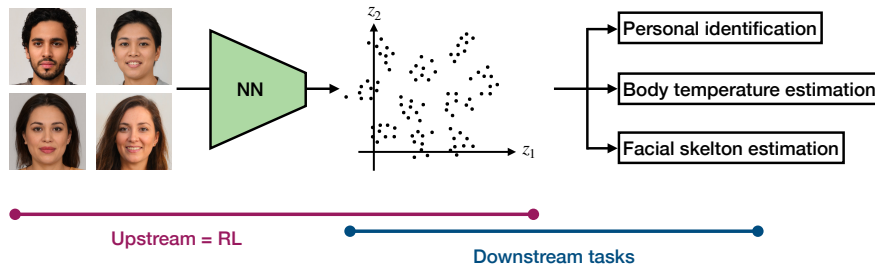 z2
Personal identification
NN
Body temperature estimation
z1
Facial skelton estimation
Upstream = RL
Downstream tasks